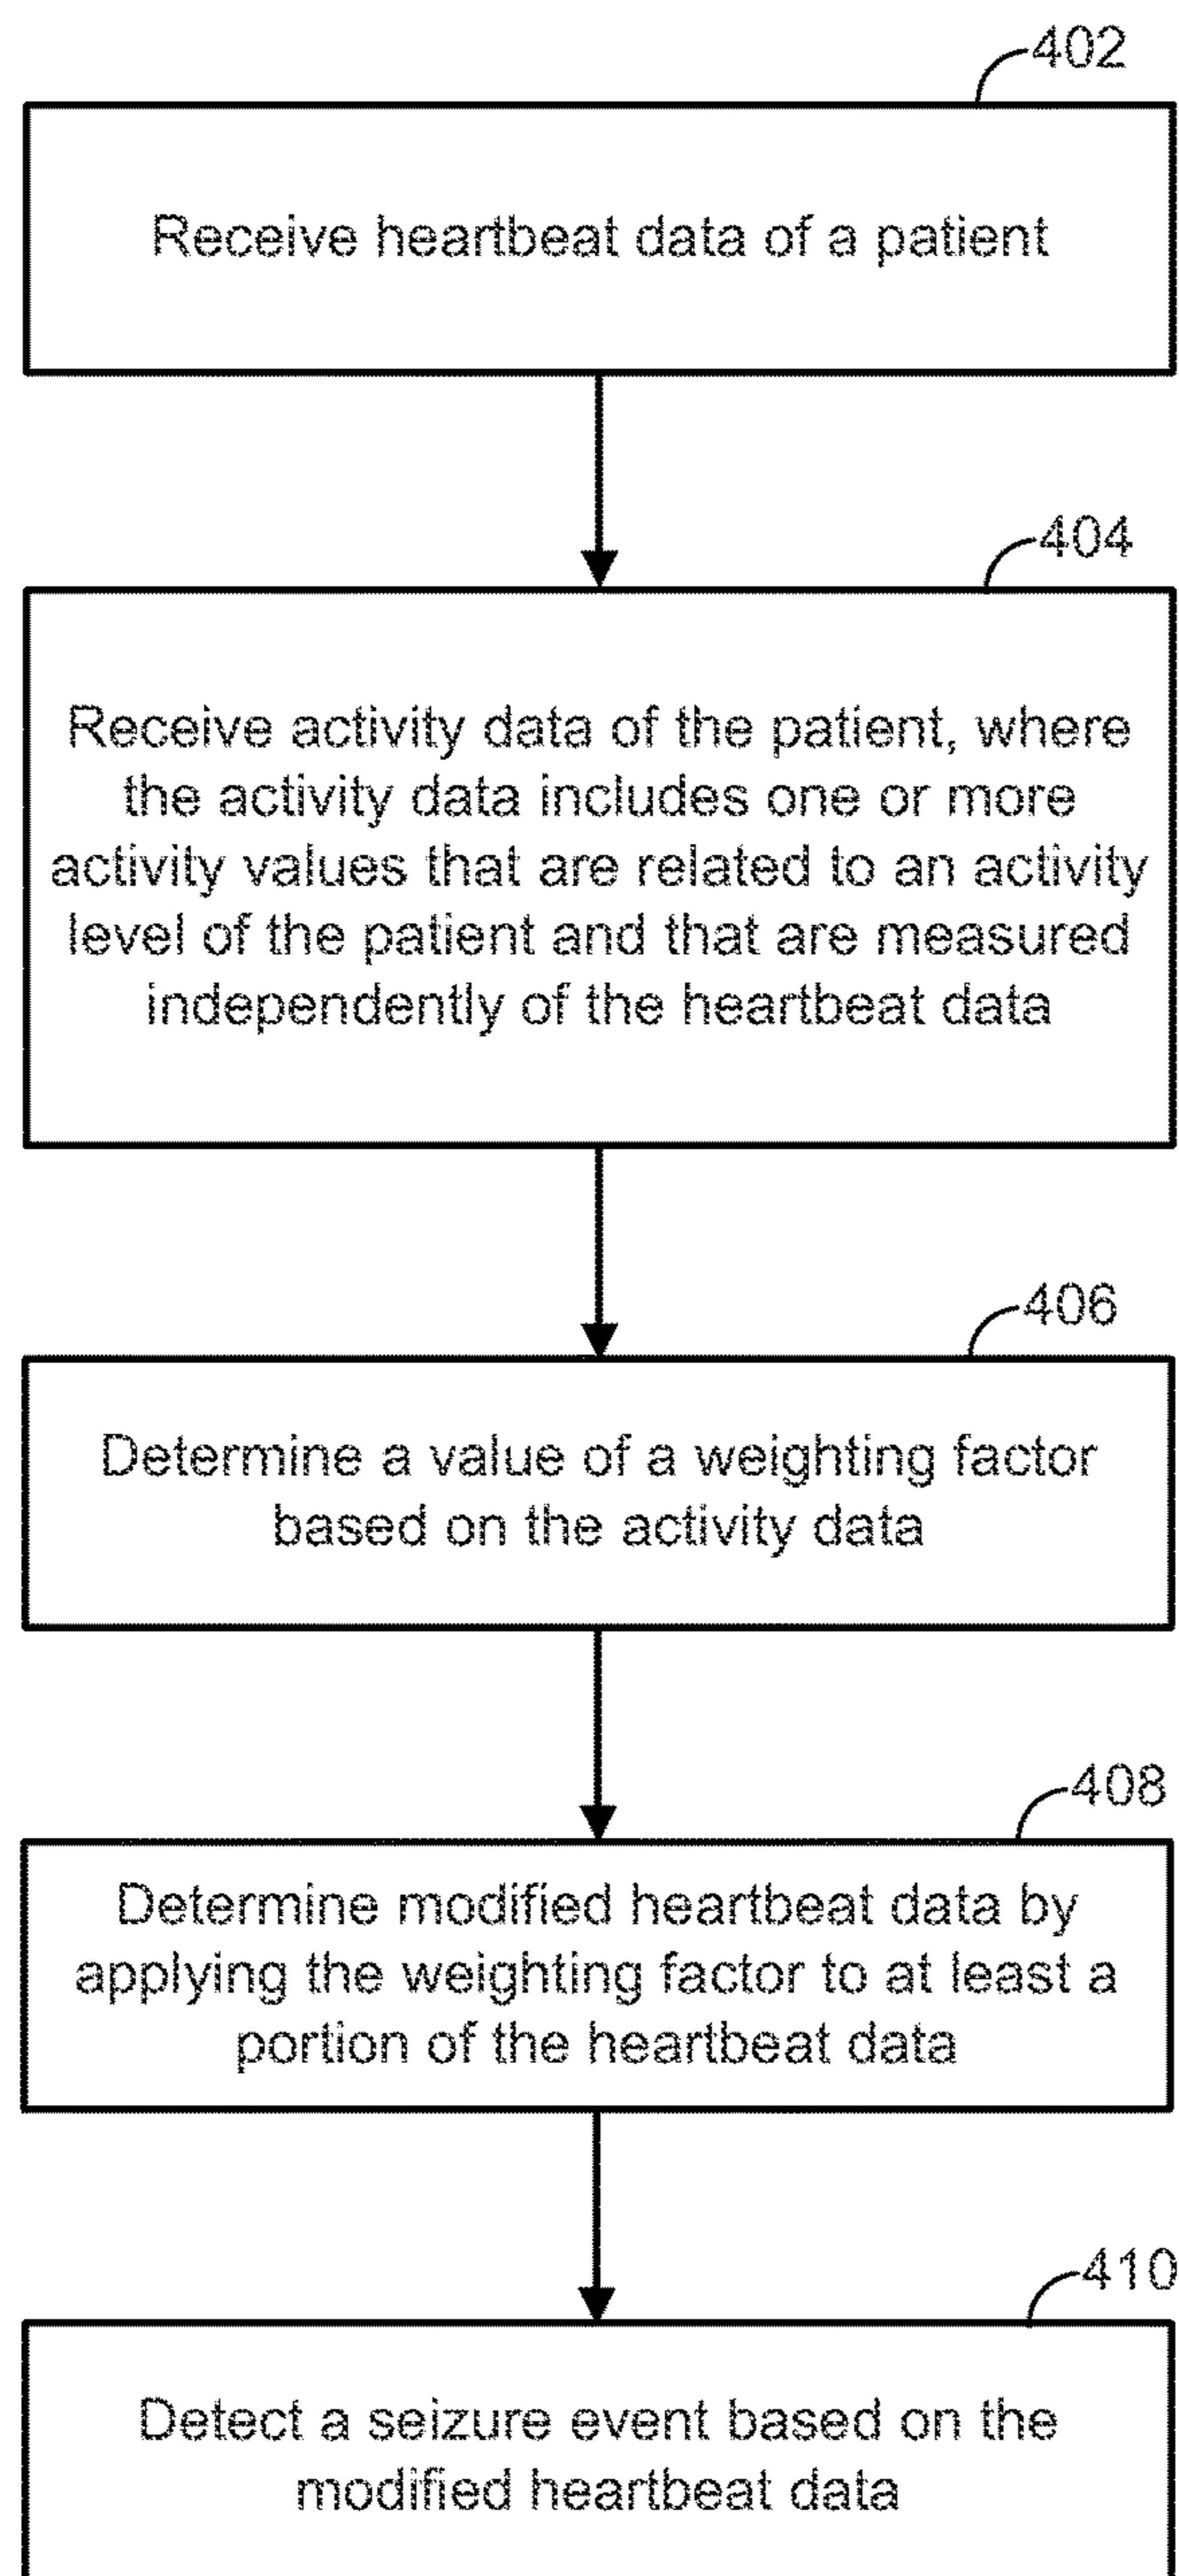 402
Receive heartbeat data of a patient
404
Receive activity data of the patient, where
the activity data includes one or more
activity values that are related to an activity
level of the patient and that are measured
independently of the heartbeat data
406
Determine a value of a weighting factor
based on the activity data
408
Determine modified heartbeat data by
applying the weighting factor to at least a
portion of the heartbeat data
410
Detect a seizure event based on the
modified heartbeat data